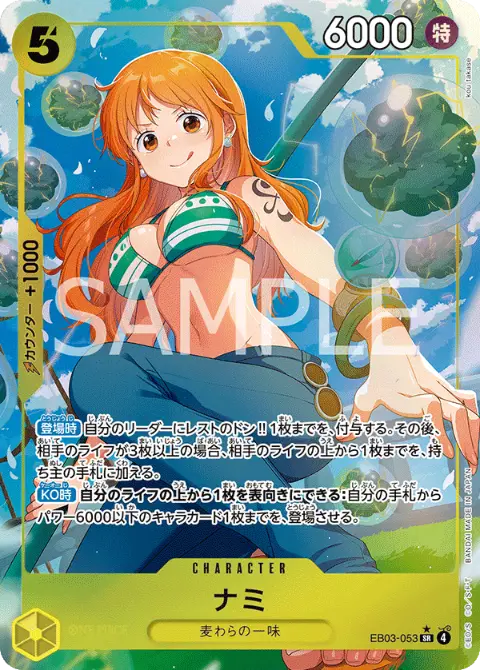 5
6000 特
kou takase
カウンター +1000
SAMPLE
登場時 自分のリーダーにレストのドン!! 1枚までを、付与する。その後、
相手のライフが3枚以上の場合、相手のライフの上から1枚までを、持
ち主の手札に加える。
KO時 自分のライフの上から1枚を表向きにできる:自分の手札から
パワー6000以下のキャラカード1枚までを、登場させる。
BANDAI MADE IN JAPAN
CHARACTER
ナミ
麦わらの一味
EB03-053 SR 4